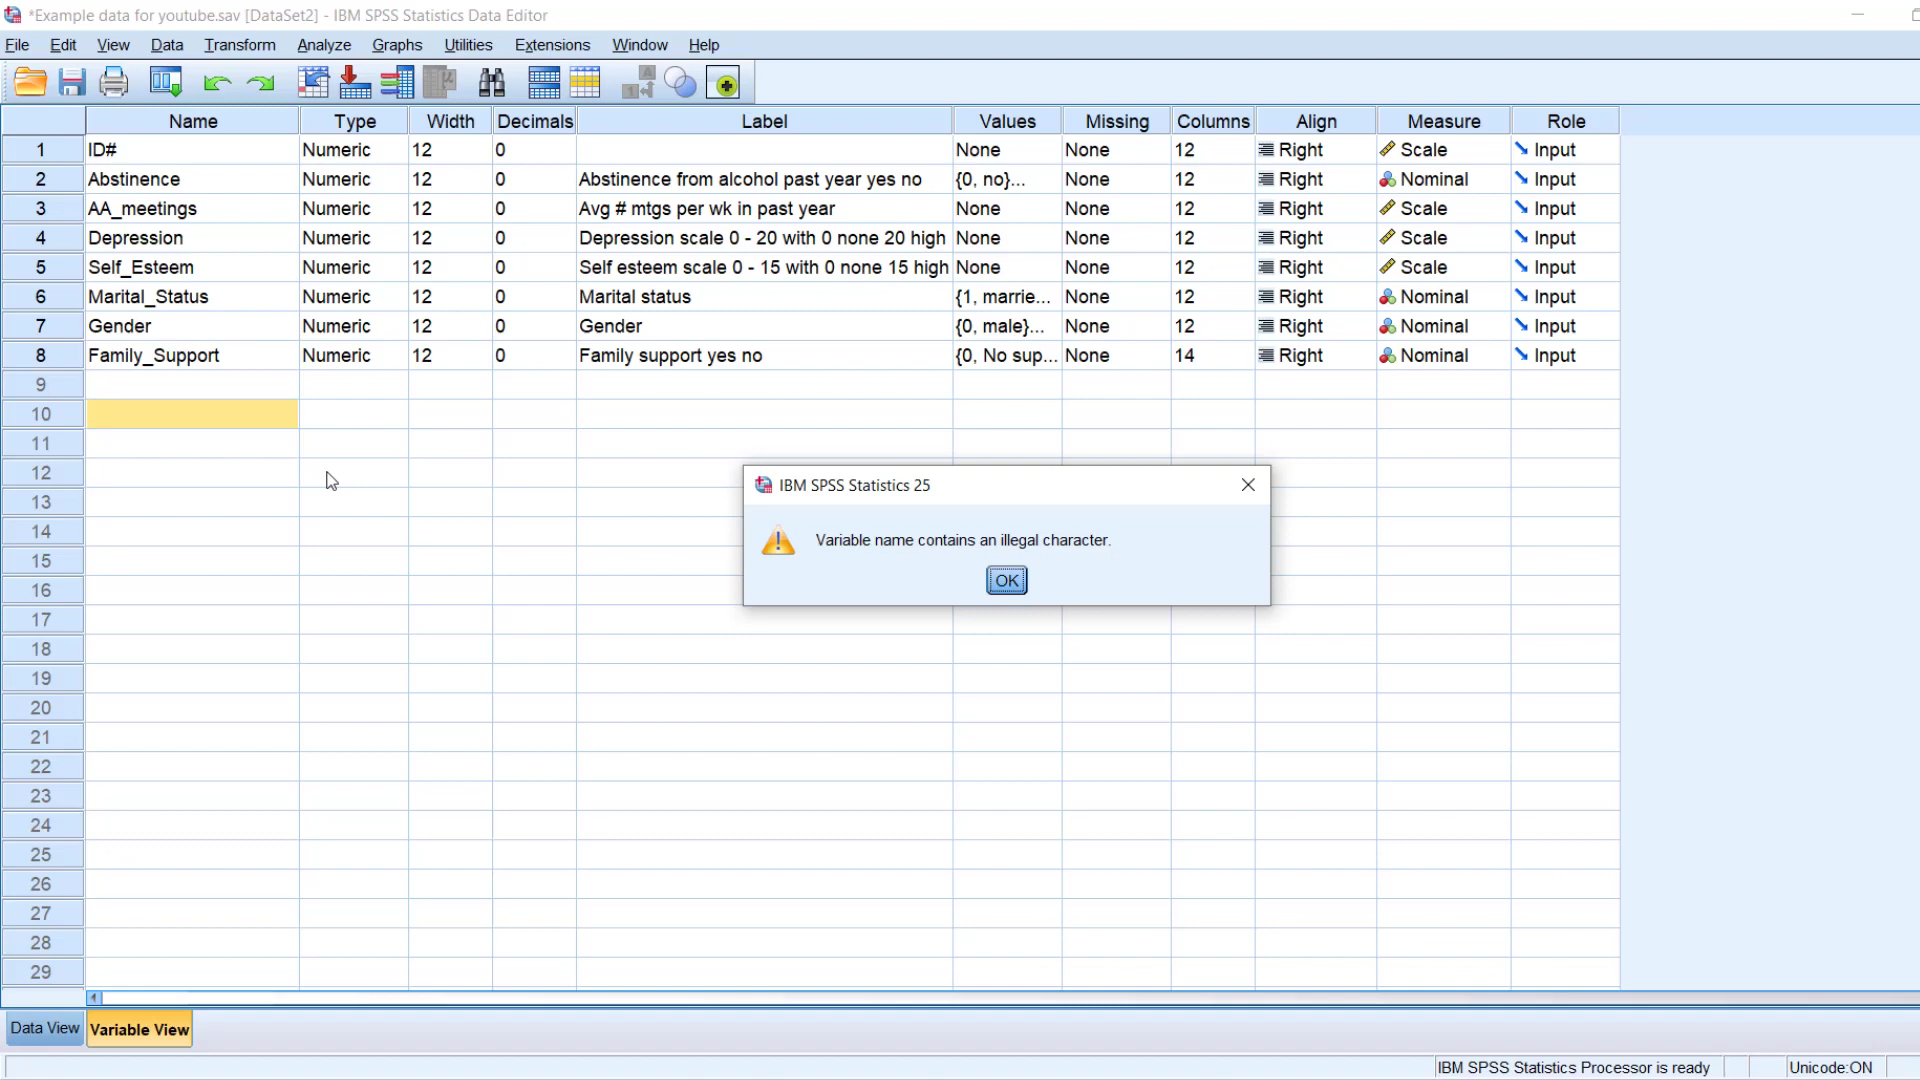 *Example data for youtube.sav [DataSet2] - IBM SPSS Statistics Data Editor
File Edit View Data Transform Analyze Graphs Utilities Extensions Window Help
Name Type Width Decimals Label Values Missing Columns Align Measure Role
1 ID# Numeric 12 0 None None 12 Right Scale Input
2 Abstinence Numeric 12 0 Abstinence from alcohol past year yes no {0, no}... None 12 Right Nominal Input
3 AA_meetings Numeric 12 0 Avg # mtgs per wk in past year None None 12 Right Scale Input
4 Depression Numeric 12 0 Depression scale 0 - 20 with 0 none 20 high None None 12 Right Scale Input
5 Self_Esteem Numeric 12 0 Self esteem scale 0 - 15 with 0 none 15 high None None 12 Right Scale Input
6 Marital_Status Numeric 12 0 Marital status {1, marrie... None 12 Right Nominal Input
7 Gender Numeric 12 0 Gender {0, male}... None 12 Right Nominal Input
8 Family_Support Numeric 12 0 Family support yes no {0, No sup... None 14 Right Nominal Input
9
10
11
12
13
14
15
16
17
18
19
20
21
22
23
24
25
26
27
28
29
IBM SPSS Statistics 25
Variable name contains an illegal character.
OK
Data View Variable View
IBM SPSS Statistics Processor is ready Unicode:ON